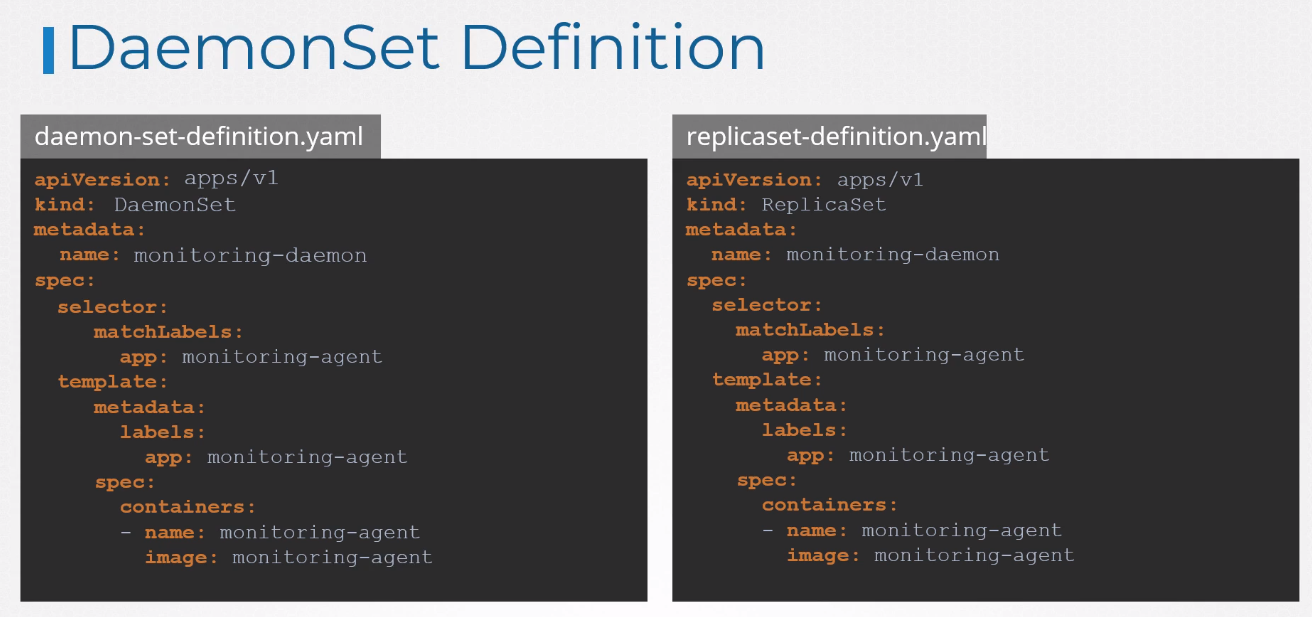 DaemonSet Definition
daemon-set-definition.yaml
apiVersion: apps/v1
kind: DaemonSet
metadata:
  name: monitoring-daemon
spec:
  selector:
    matchLabels:
      app: monitoring-agent
  template:
    metadata:
      labels:
        app: monitoring-agent
    spec:
      containers:
      - name: monitoring-agent
        image: monitoring-agent
replicaset-definition.yaml
apiVersion: apps/v1
kind: ReplicaSet
metadata:
  name: monitoring-daemon
spec:
  selector:
    matchLabels:
      app: monitoring-agent
  template:
    metadata:
      labels:
        app: monitoring-agent
    spec:
      containers:
      - name: monitoring-agent
        image: monitoring-agent